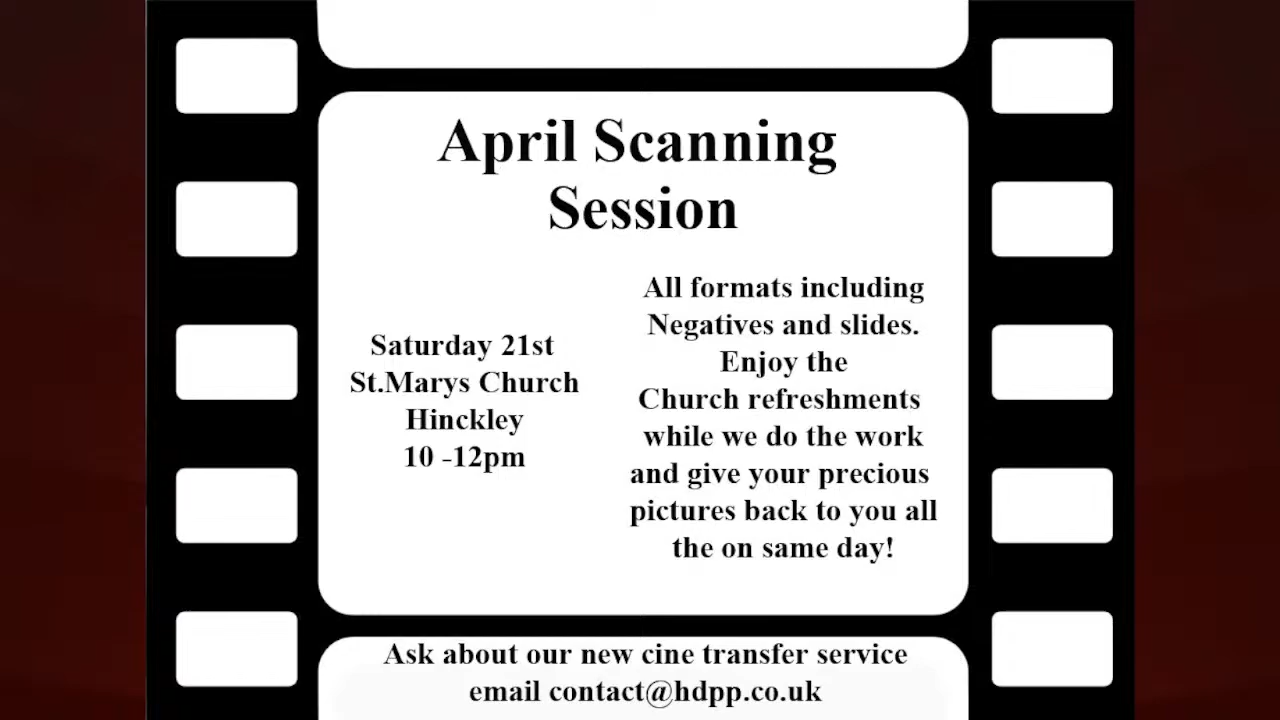 April Scanning
Session
Saturday 21st
St.Marys Church
Hinckley
10 -12pm
All formats including
Negatives and slides.
Enjoy the
Church refreshments
while we do the work
and give your precious
pictures back to you all
the on same day!
Ask about our new cine transfer service
email contact@hdpp.co.uk